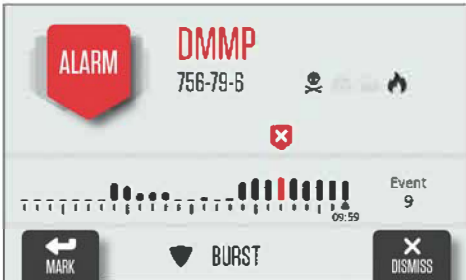 ALARM
DMMP
756-79-6
Event
9
09:59
MARK
BURST
DISMISS